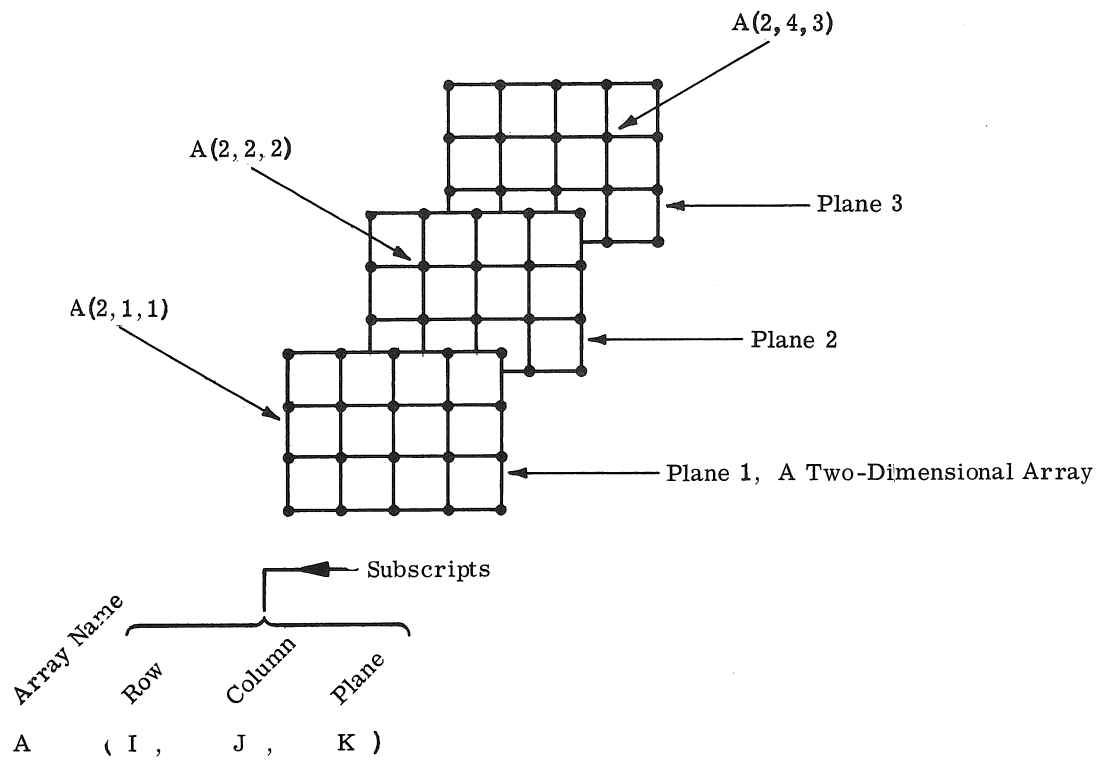 A(2,4,3)
A(2,2,2)
Plane 3
A(2,1,1)
Plane 2
Plane 1, A Two-Dimensional Array
Subscripts
Array Name
Row
Column
Plane
A ( I , J , K )